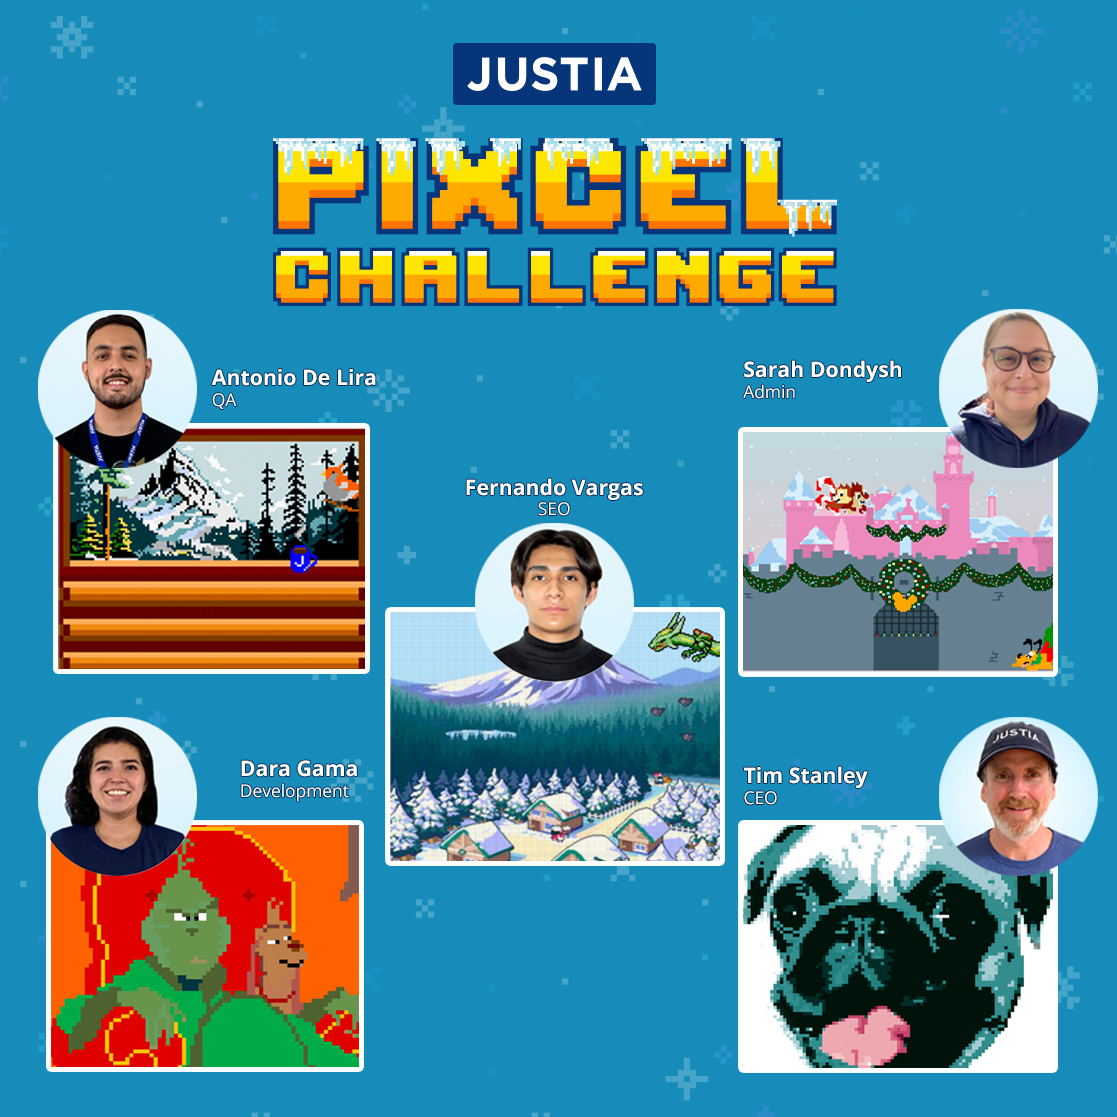 JUSTIA
PIXCEL
CHALLENGE
Antonio De Lira
QA
Sarah Dondysh
Admin
Fernando Vargas
SEO
Dara Gama
Development
Tim Stanley
CEO
JUSTIA
J
JUSTIA